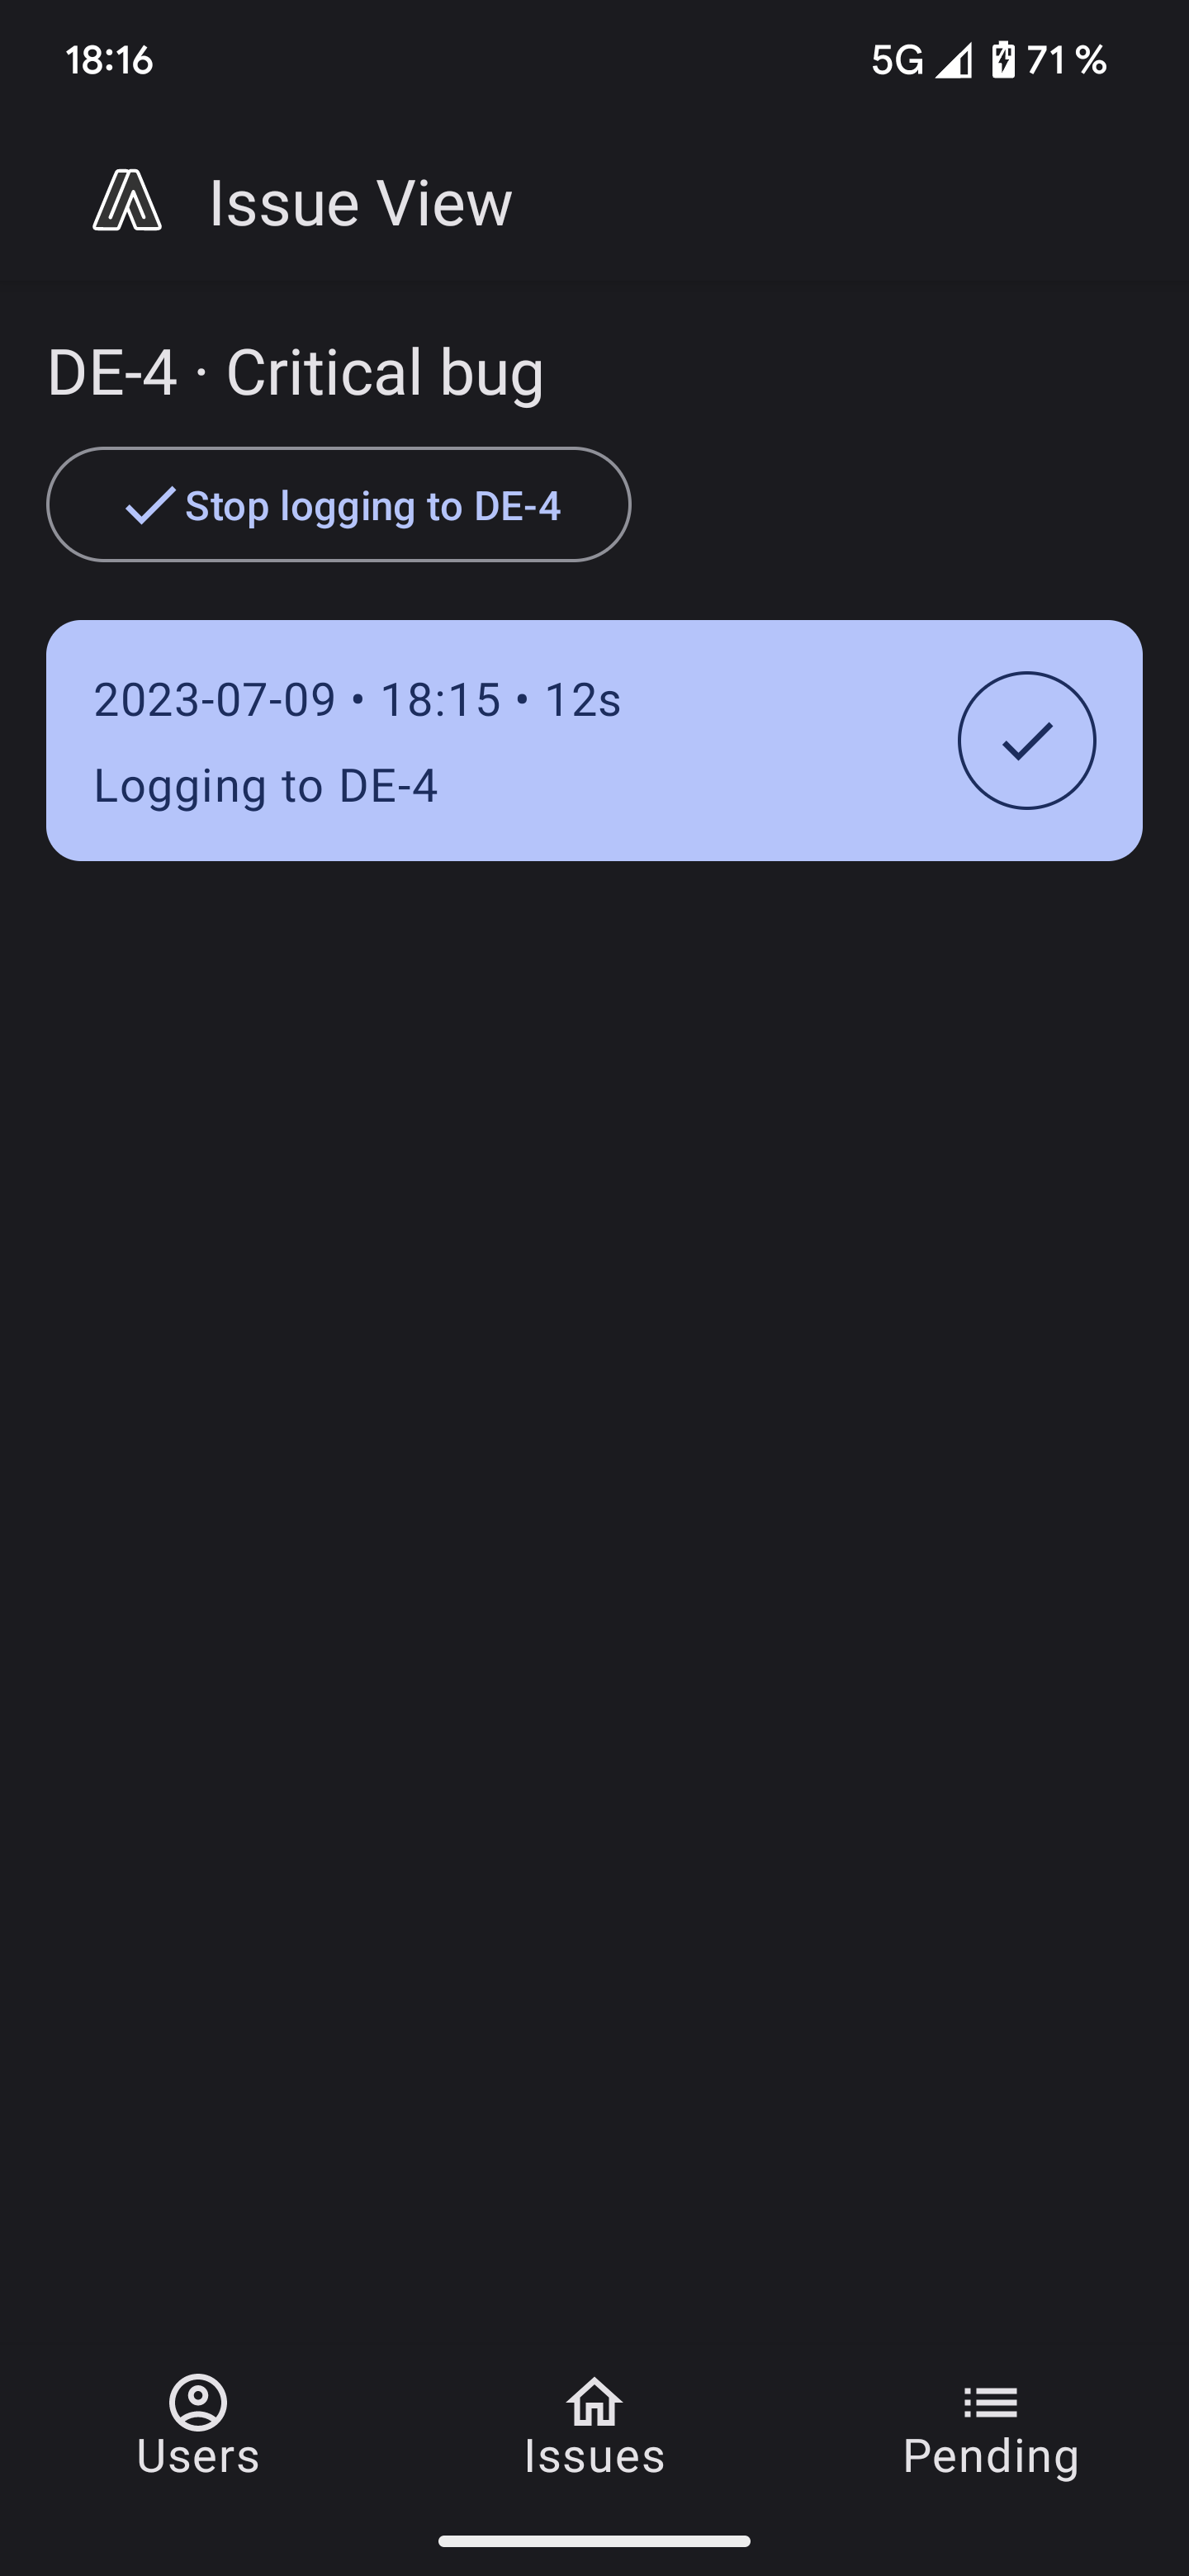 18:16
5G 71 %
Issue View
DE-4 · Critical bug
Stop logging to DE-4
2023-07-09 • 18:15 • 12s
Logging to DE-4
Users Issues Pending